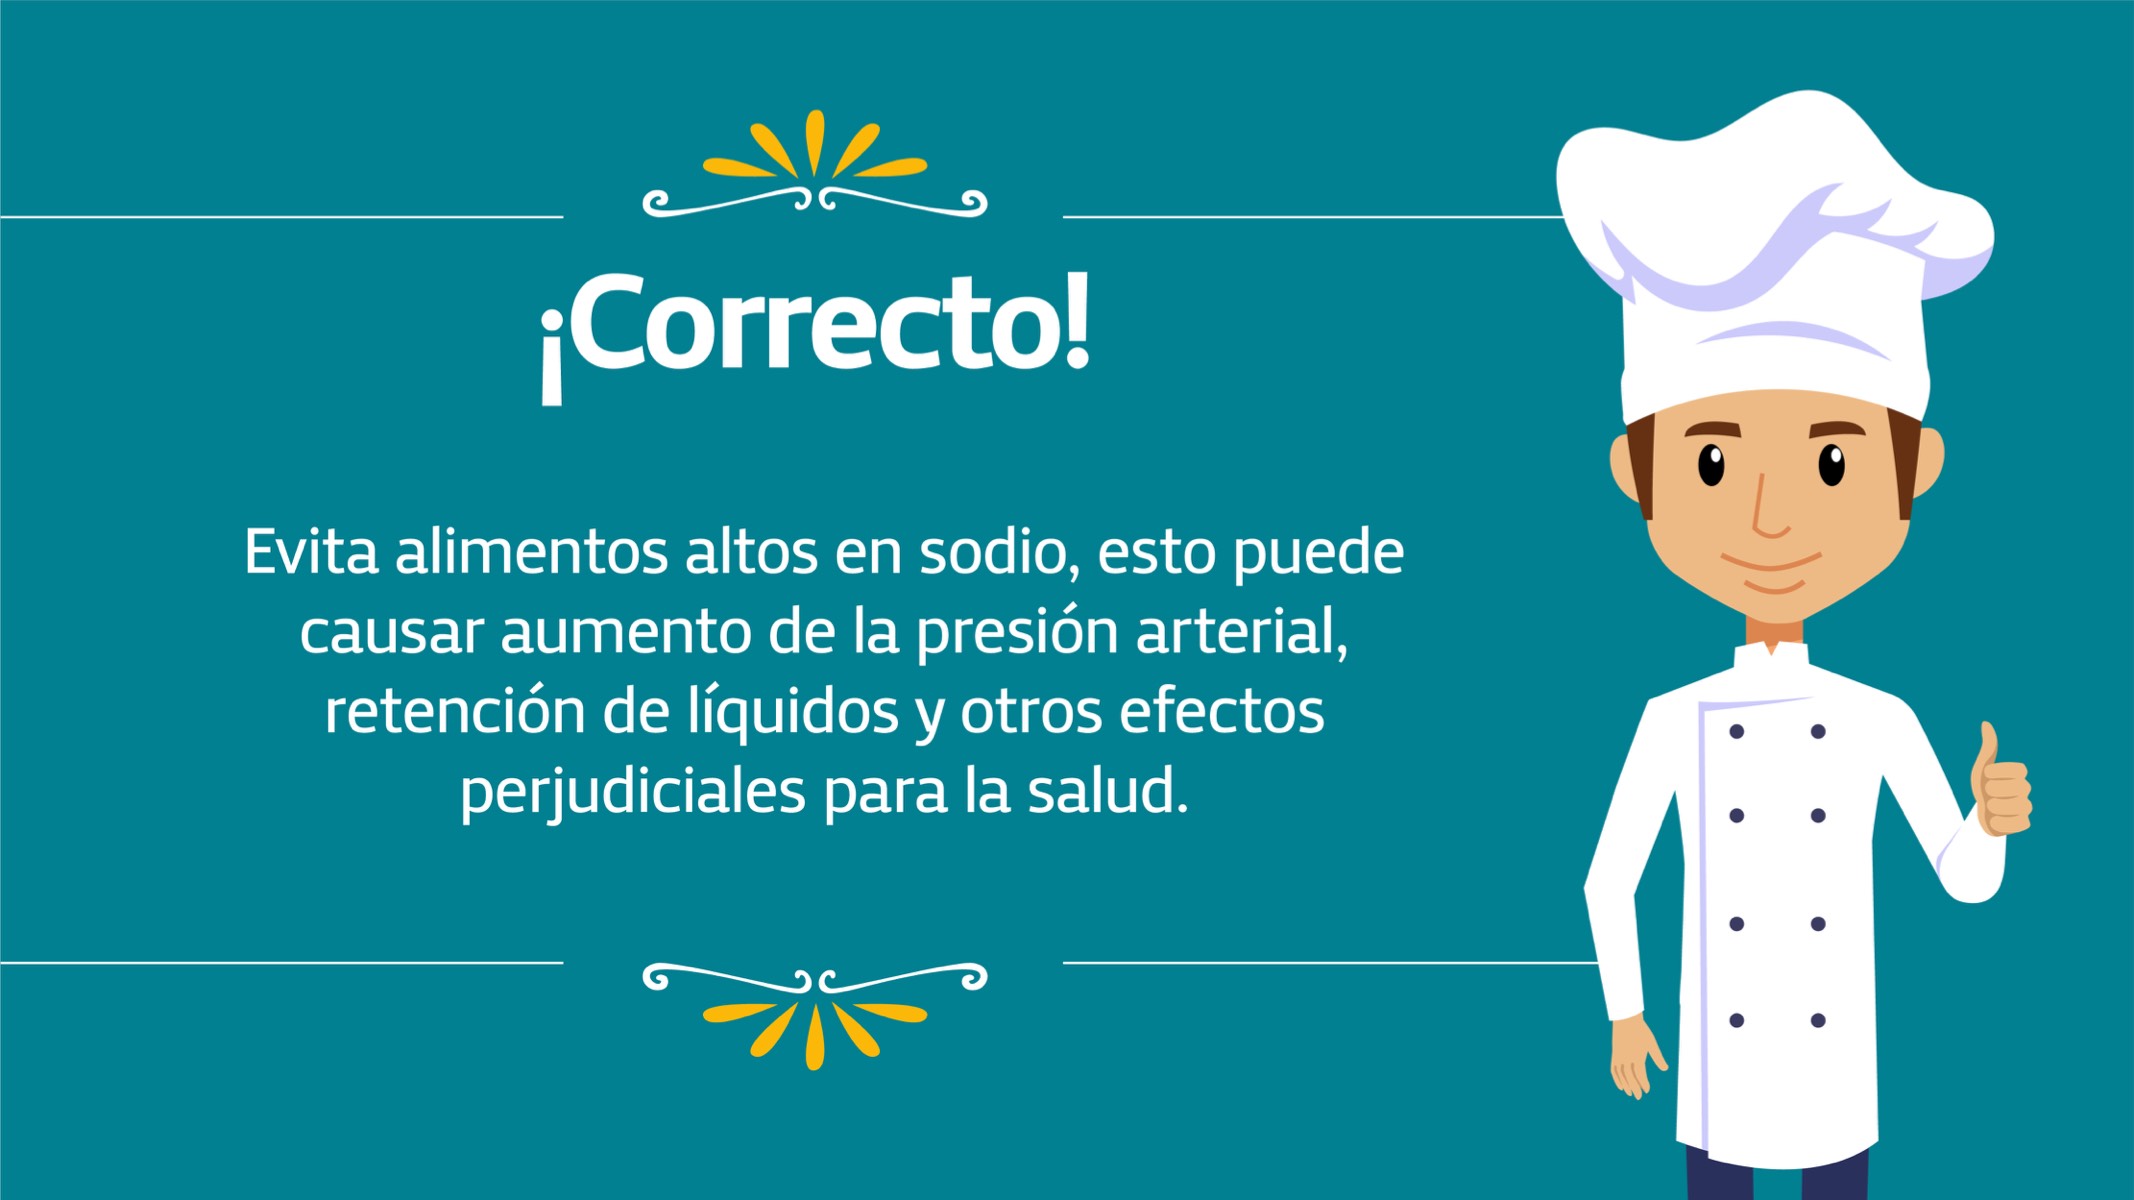 ¡Correcto!
Evita alimentos altos en sodio, esto puede
causar aumento de la presión arterial,
retención de líquidos y otros efectos
perjudiciales para la salud.